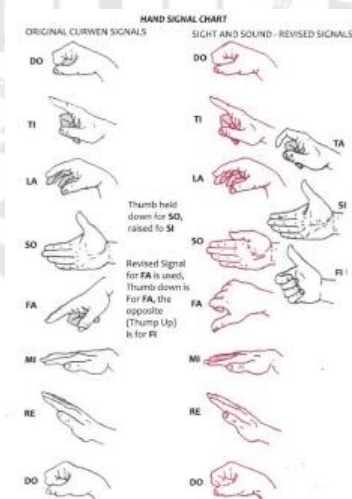 HAND SIGNAL CHART
ORIGINAL CURWEN SIGNALS
SIGHT AND SOUND - REVISED SIGNALS
DO
DO
TI
TI
TA
LA
LA
Thumb held
down for SO,
raised fo SI
SI
SO
SO
Revised Signal
for FA is used,
Thumb down is
For FA, the
opposite
(Thump Up)
is for FI
FI
FA
FA
MI
MI
RE
RE
DO
DO